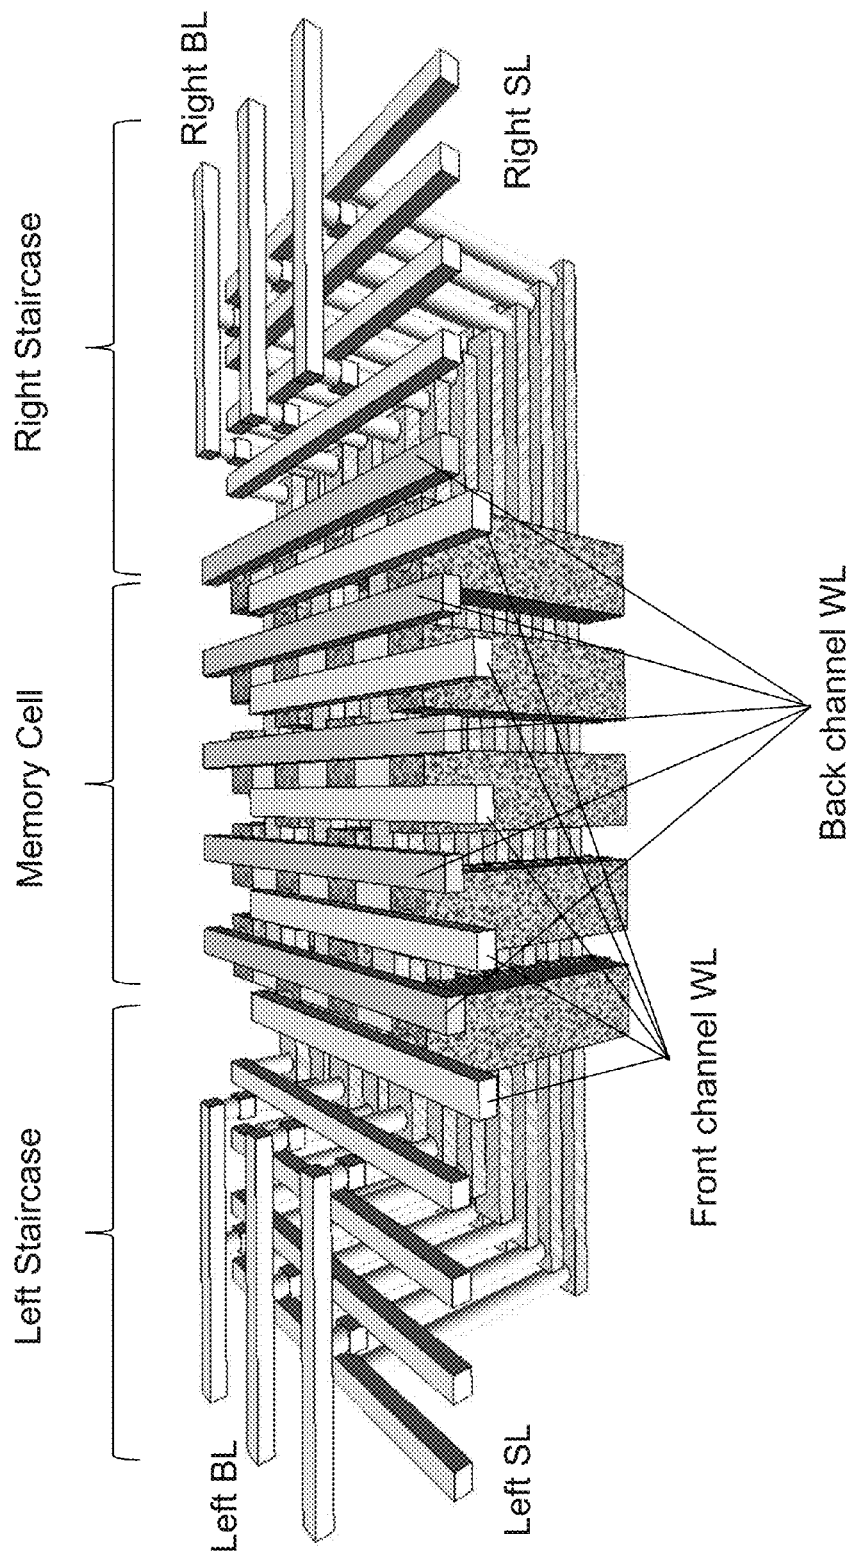 Left Staircase
Memory Cell
Right Staircase
Left BL
Right BL
Left SL
Right SL
Front channel WL
Back channel WL